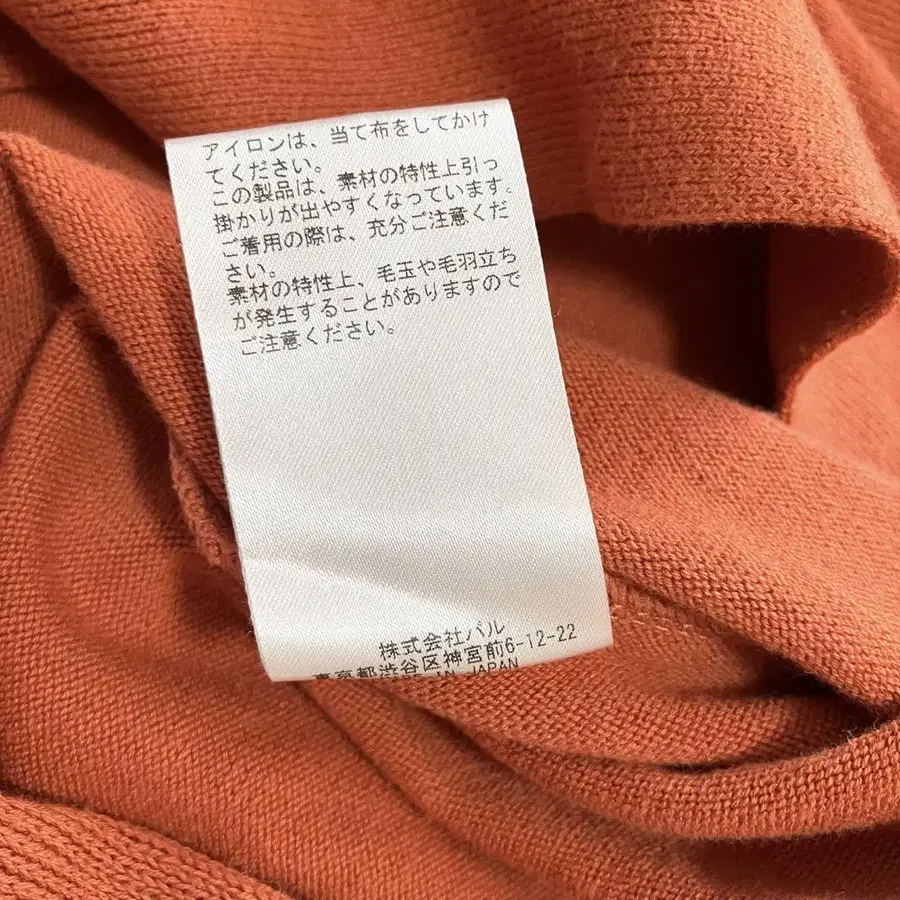 アイロンは、当て布をしてかけ
てください。
この製品は、素材の特性上引っ
掛かりが出やすくなっています。
ご着用の際は、充分ご注意くだ
さい。
素材の特性上、毛玉や毛羽立ち
が発生することがありますので
ご注意ください。
株式会社パル
東京都渋谷区神宮前6-12-22
IN JAPAN